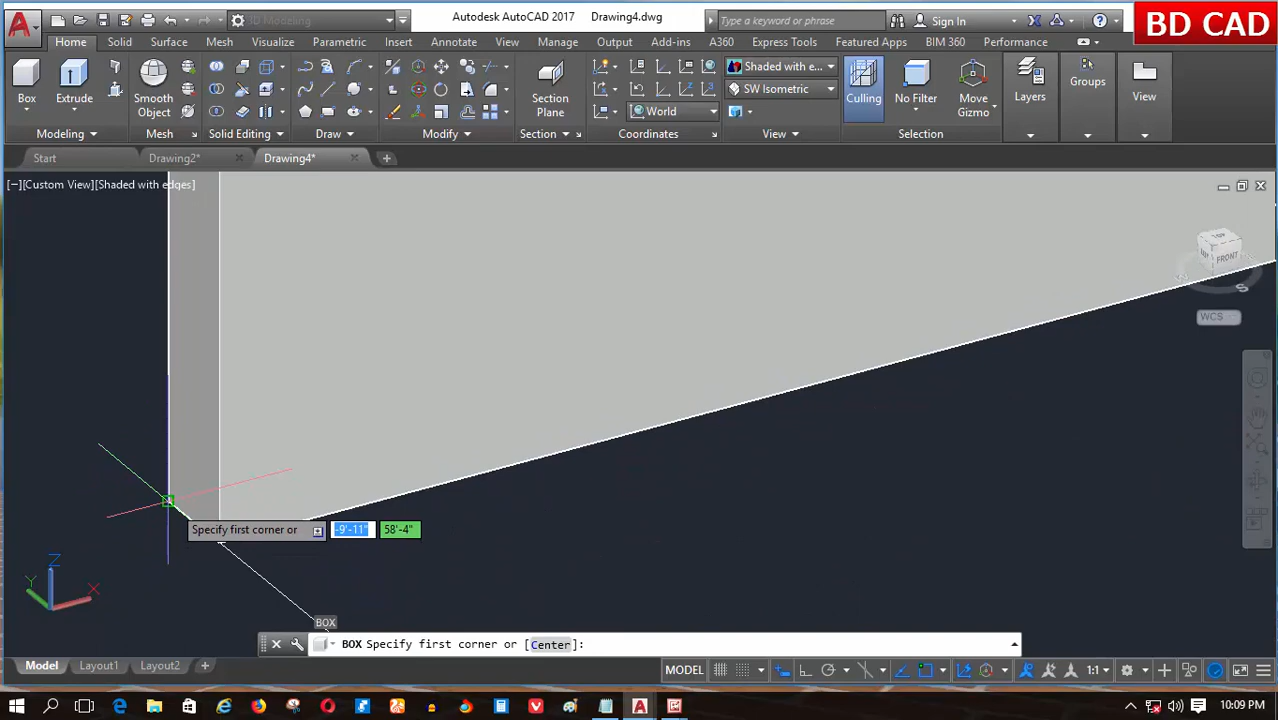 Autodesk AutoCAD 2017 Drawing4.dwg
3D Modeling
Type a keyword or phrase
Sign In
BD CAD
Home Solid Surface Mesh Visualize Parametric Insert Annotate View Manage Output Add-ins A360 Express Tools Featured Apps BIM 360 Performance
Box Extrude Smooth Object Section Plane
Shaded with e...
SW Isometric
World
Culling No Filter Move Gizmo Layers Groups View
Modeling Mesh Solid Editing Draw Modify Section Coordinates View Selection
Start Drawing2* Drawing4*
[−][Custom View][Shaded with edges]
TOP
FRONT
S
WCS
Specify first corner or -9'-11" 58'-4"
Z
Y
X
BOX
BOX Specify first corner or [Center]:
Model Layout1 Layout2
MODEL 1:1
10:09 PM